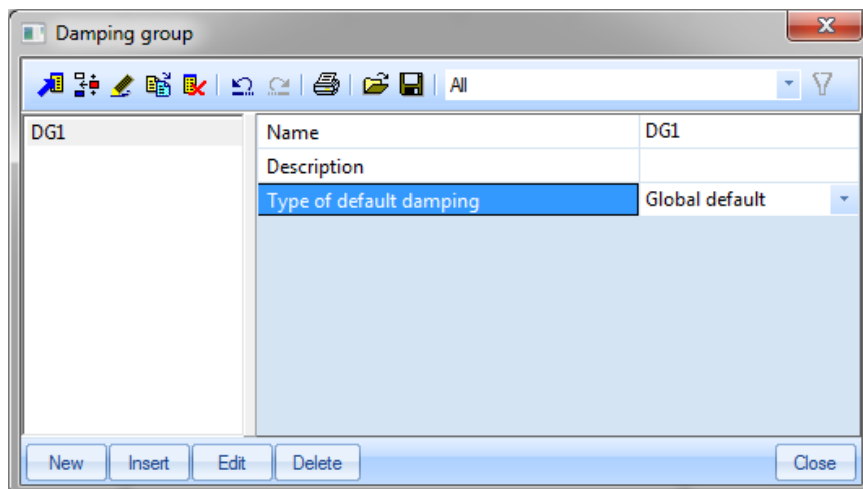 Damping group
All
DG1
Name DG1
Description
Type of default damping Global default
New Insert Edit Delete Close